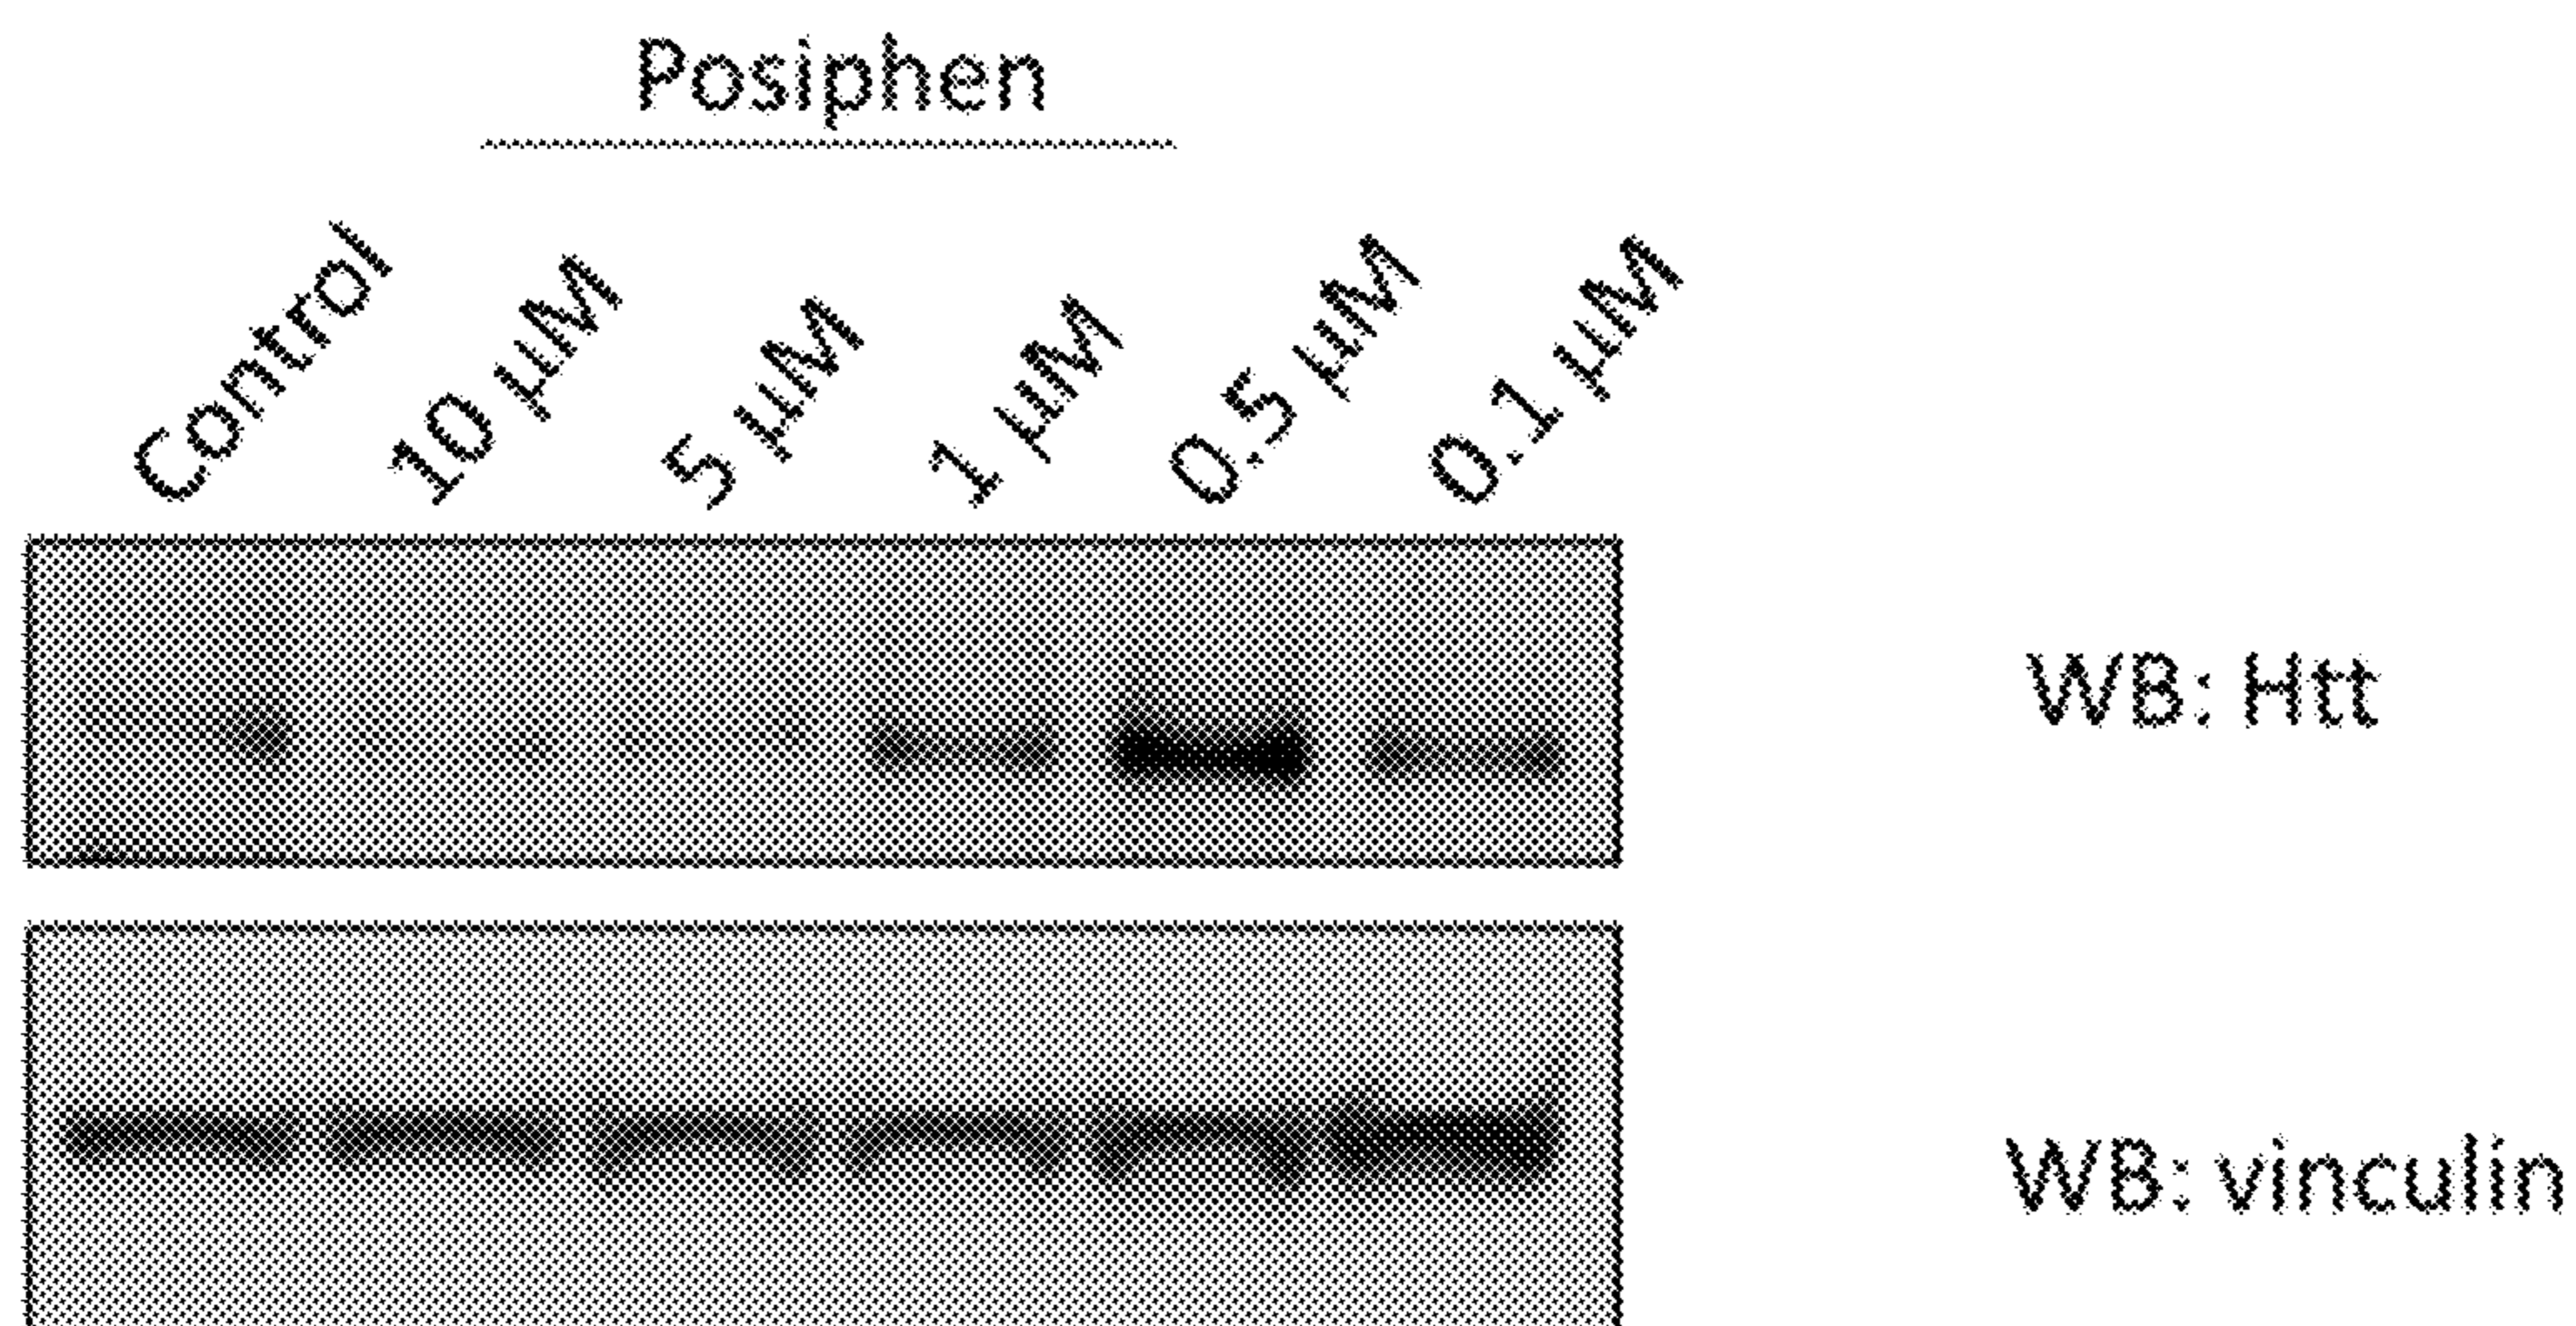 Posiphen
Control
10 µM
5 µM
1 µM
0.5 µM
0.1 µM
WB: Htt
WB: vinculin